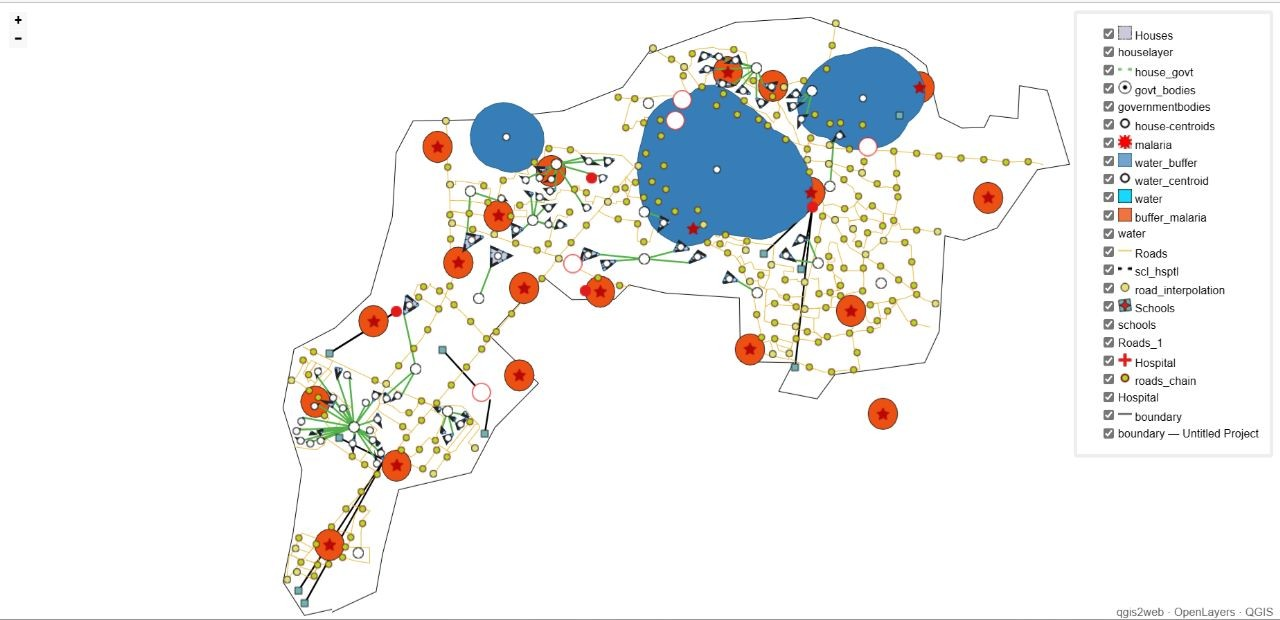 +
−
Houses
houselayer
house_govt
govt_bodies
governmentbodies
house-centroids
malaria
water_buffer
water_centroid
water
buffer_malaria
water
Roads
scl_hsptl
road_interpolation
Schools
schools
Roads_1
Hospital
roads_chain
Hospital
boundary
boundary — Untitled Project
qgis2web · OpenLayers · QGIS